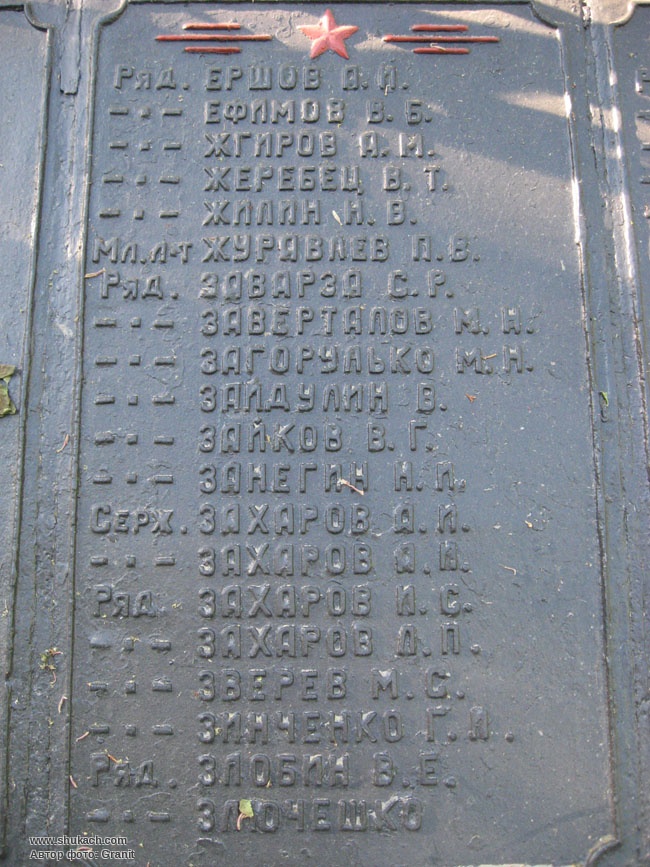 Ряд. ЕРШОВ А.И.
-·- ЕФИМОВ В.Б.
-·- ЖГИРОВ А.М.
-·- ЖЕРЕБЕЦ В.Т.
-·- ЖИЛИН Н.В.
Мл.л-т ЖУРАВЛЕВ П.В.
Ряд. ЗАВАРЗА С.Р.
-·- ЗАВЕРТАЛОВ М.Н.
-·- ЗАГОРУЛЬКО М.Н.
-·- ЗАЙДУЛИН В.
-·- ЗАЙКОВ В.Г.
-·- ЗАНЕГИН Н.И.
Серж. ЗАХАРОВ А.И.
-·- ЗАХАРОВ А.Н.
Ряд. ЗАХАРОВ И.С.
-·- ЗАХАРОВ Л.П.
-·- ЗВЕРЕВ М.С.
-·- ЗИНЧЕНКО Г.Л.
Ряд. ЗЛОБИН В.Е.
-·- ЗЛЮЧЕШКО
www.shukach.com
Автор фото: Granit